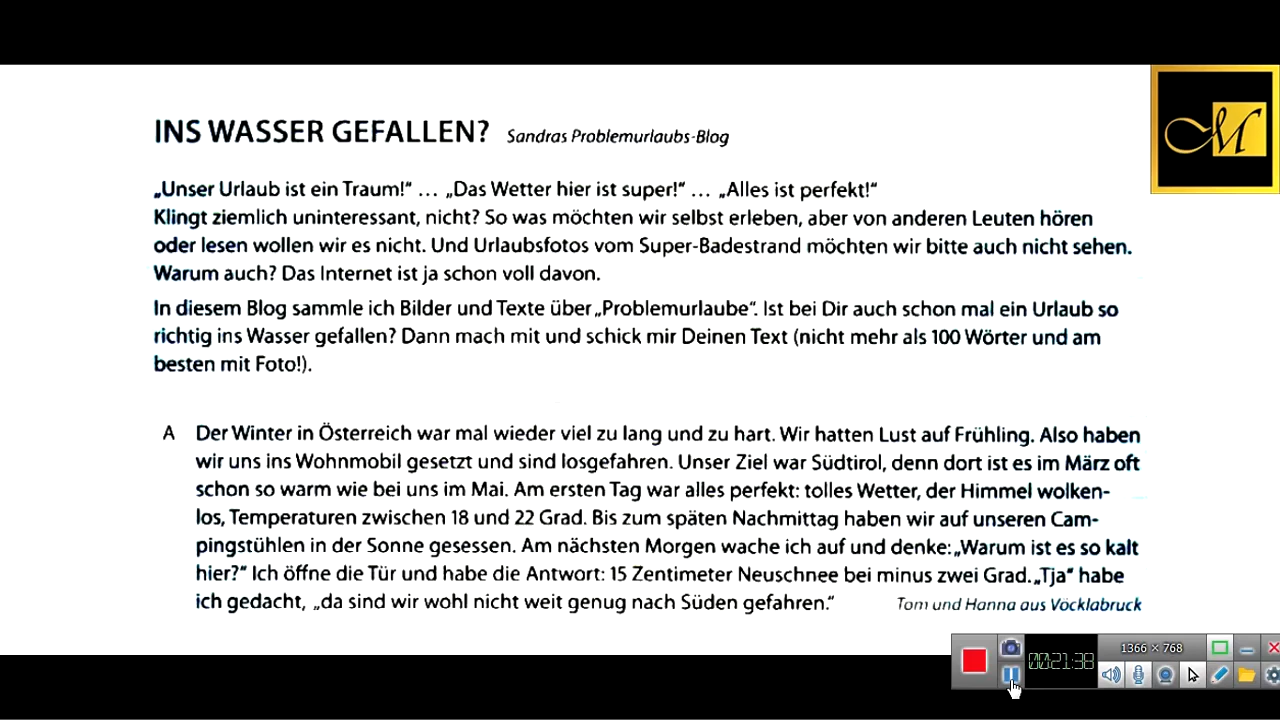 INS WASSER GEFALLEN? Sandras Problemurlaubs-Blog
„Unser Urlaub ist ein Traum!“ ... „Das Wetter hier ist super!“ ... „Alles ist perfekt!“
Klingt ziemlich uninteressant, nicht? So was möchten wir selbst erleben, aber von anderen Leuten hören
oder lesen wollen wir es nicht. Und Urlaubsfotos vom Super-Badestrand möchten wir bitte auch nicht sehen.
Warum auch? Das Internet ist ja schon voll davon.
In diesem Blog sammle ich Bilder und Texte über „Problemurlaube“. Ist bei Dir auch schon mal ein Urlaub so
richtig ins Wasser gefallen? Dann mach mit und schick mir Deinen Text (nicht mehr als 100 Wörter und am
besten mit Foto!).
A Der Winter in Österreich war mal wieder viel zu lang und zu hart. Wir hatten Lust auf Frühling. Also haben
wir uns ins Wohnmobil gesetzt und sind losgefahren. Unser Ziel war Südtirol, denn dort ist es im März oft
schon so warm wie bei uns im Mai. Am ersten Tag war alles perfekt: tolles Wetter, der Himmel wolken-
los, Temperaturen zwischen 18 und 22 Grad. Bis zum späten Nachmittag haben wir auf unseren Cam-
pingstühlen in der Sonne gesessen. Am nächsten Morgen wache ich auf und denke: „Warum ist es so kalt
hier?“ Ich öffne die Tür und habe die Antwort: 15 Zentimeter Neuschnee bei minus zwei Grad. „Tja“ habe
ich gedacht, „da sind wir wohl nicht weit genug nach Süden gefahren.“ Tom und Hanna aus Vöcklabruck
M
1366 × 768
00:21:38